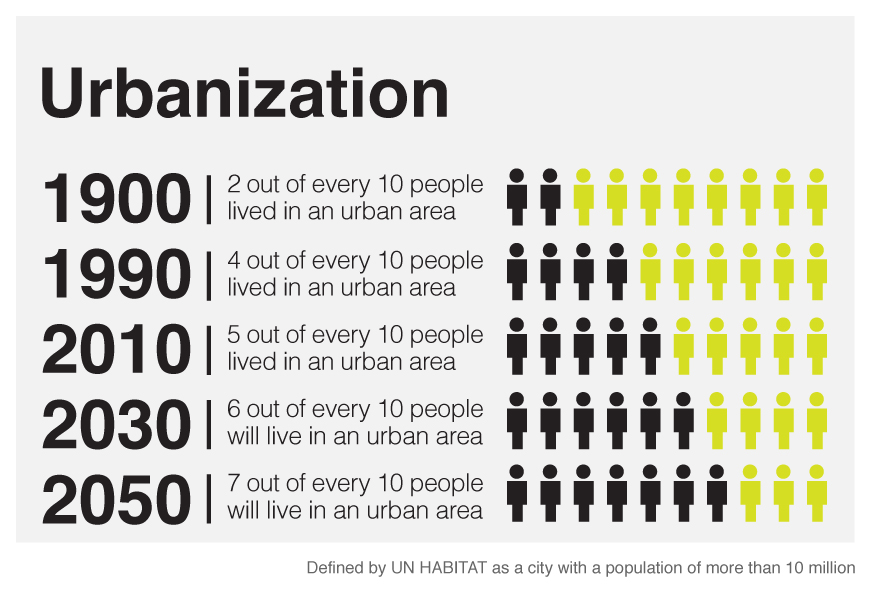 Urbanization
1900 | 2 out of every 10 people
lived in an urban area
1990 | 4 out of every 10 people
lived in an urban area
2010 | 5 out of every 10 people
lived in an urban area
2030 | 6 out of every 10 people
will live in an urban area
2050 | 7 out of every 10 people
will live in an urban area
Defined by UN HABITAT as a city with a population of more than 10 million